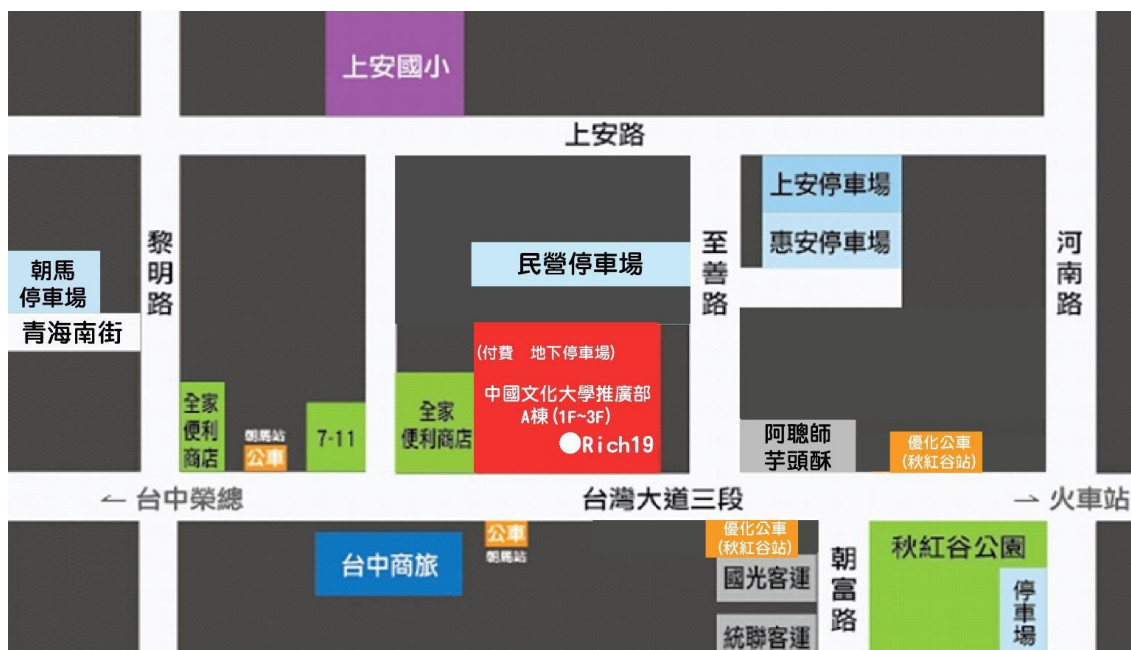 上安國小
上安路
上安停車場
惠安停車場
黎明路
至善路
河南路
民營停車場
朝馬
停車場
青海南街
(付費 地下停車場)
中國文化大學推廣部
A棟(1F~3F)
Rich19
全家
便利
商店
朝馬站
公車
7-11
全家
便利商店
阿聰師
芋頭酥
優化公車
(秋紅谷站)
← 台中榮總
台灣大道三段
→ 火車站
台中商旅
公車
朝馬站
優化公車
(秋紅谷站)
國光客運
統聯客運
朝富路
秋紅谷公園
停車場